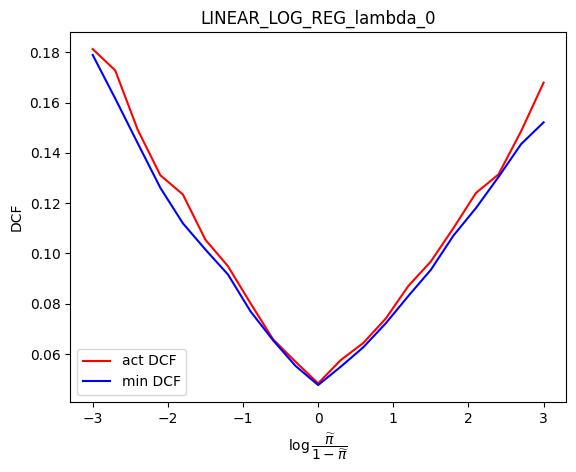 LINEAR_LOG_REG_lambda_0
DCF
0.18
0.16
0.14
0.12
0.10
0.08
0.06
act DCF
min DCF
−3 −2 −1 0 1 2 3
log π̃ / 1 − π̃